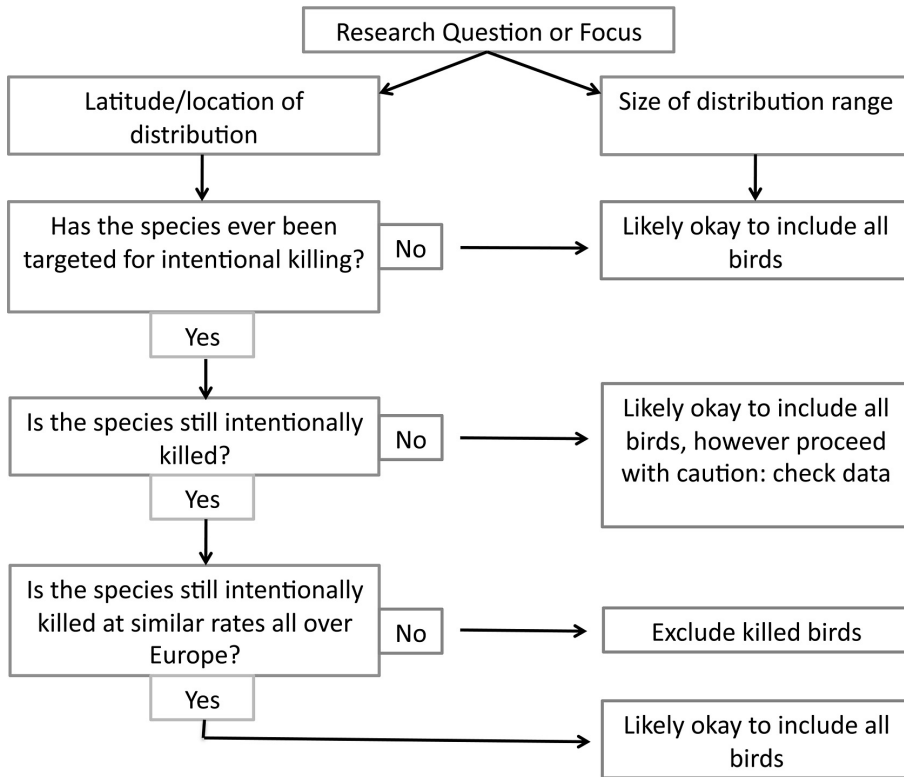 Research Question or Focus
Latitude/location of
distribution
Size of distribution range
Has the species ever been
targeted for intentional killing?
No
Likely okay to include all
birds
Yes
Is the species still intentionally
killed?
No
Likely okay to include all
birds, however proceed
with caution: check data
Yes
Is the species still intentionally
killed at similar rates all over
Europe?
No
Exclude killed birds
Yes
Likely okay to include all
birds